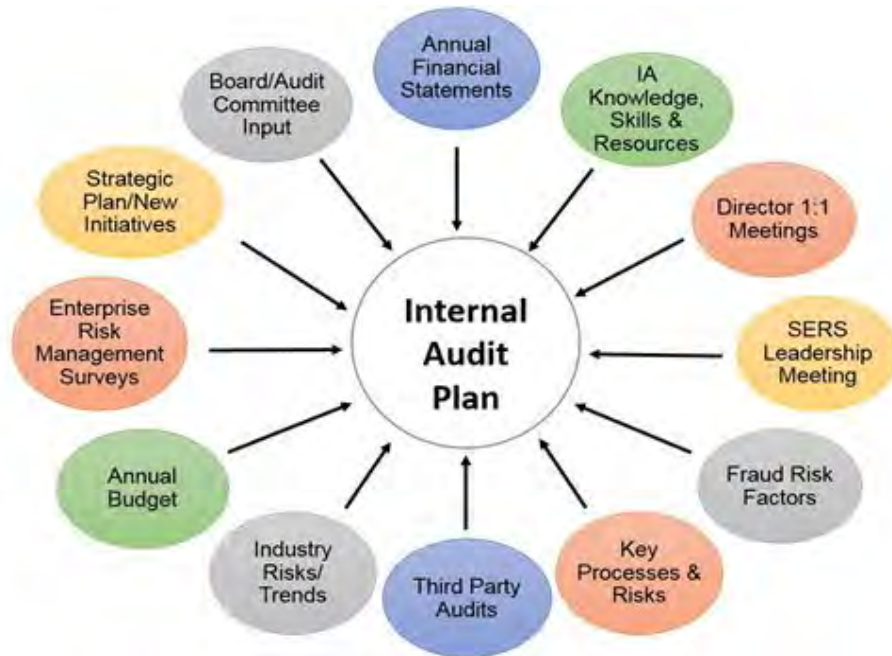 Annual
Financial
Statements
IA
Knowledge,
Skills &
Resources
Director 1:1
Meetings
SERS
Leadership
Meeting
Fraud Risk
Factors
Key
Processes &
Risks
Third Party
Audits
Industry
Risks/
Trends
Annual
Budget
Enterprise
Risk
Management
Surveys
Strategic
Plan/New
Initiatives
Board/Audit
Committee
Input
Internal
Audit
Plan